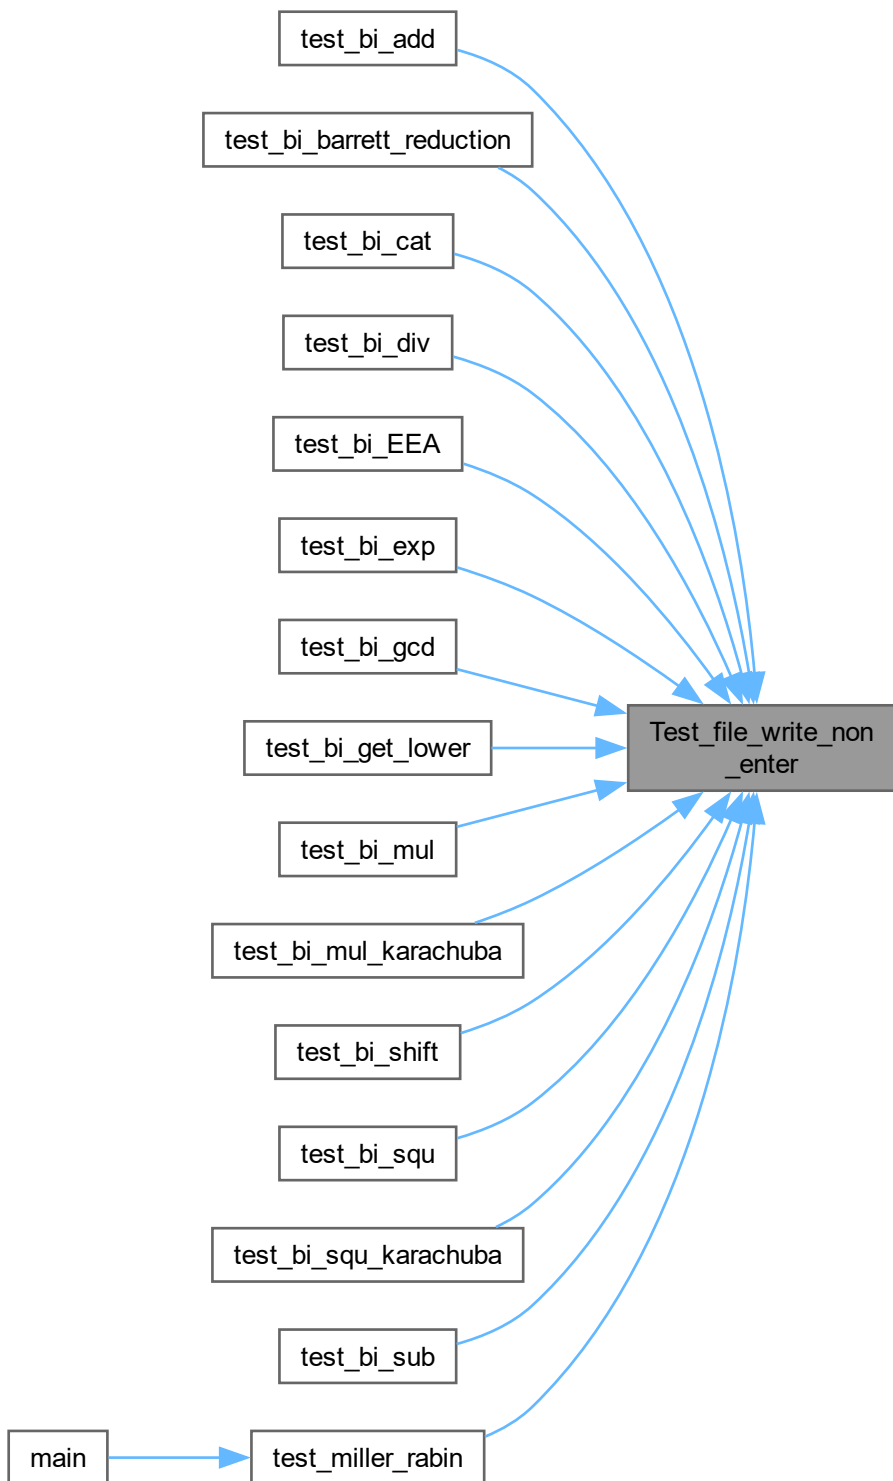 test_bi_add
test_bi_barrett_reduction
test_bi_cat
test_bi_div
test_bi_EEA
test_bi_exp
test_bi_gcd
Test_file_write_non
_enter
test_bi_get_lower
test_bi_mul
test_bi_mul_karachuba
test_bi_shift
test_bi_squ
test_bi_squ_karachuba
test_bi_sub
main
test_miller_rabin